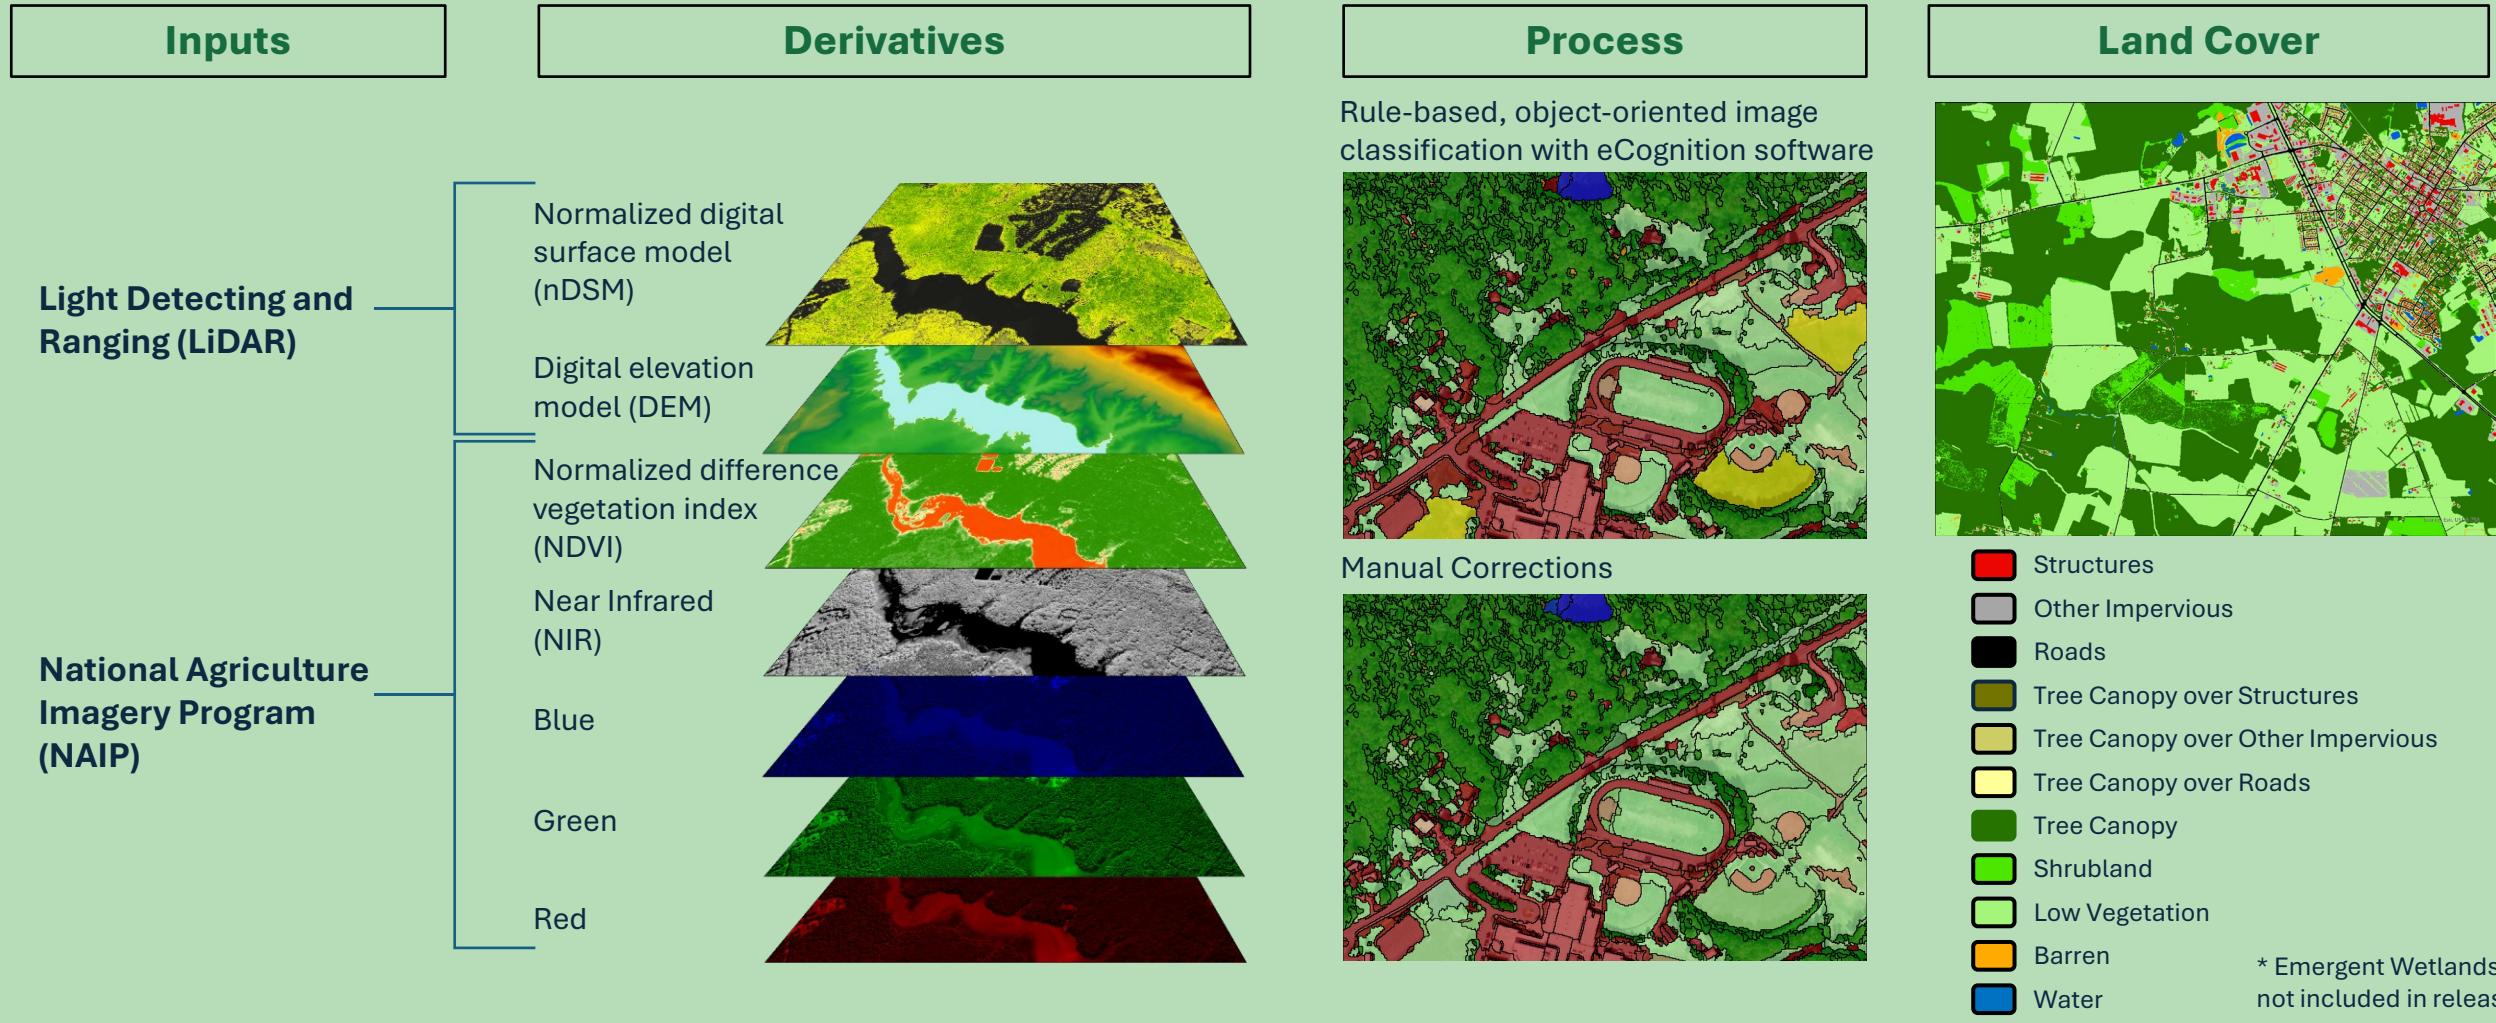 Inputs
Derivatives
Process
Land Cover
Light Detecting and
Ranging (LiDAR)
National Agriculture
Imagery Program
(NAIP)
Normalized digital
surface model
(nDSM)
Digital elevation
model (DEM)
Normalized difference
vegetation index
(NDVI)
Near Infrared
(NIR)
Blue
Green
Red
Rule-based, object-oriented image
classification with eCognition software
Manual Corrections
Structures
Other Impervious
Roads
Tree Canopy over Structures
Tree Canopy over Other Impervious
Tree Canopy over Roads
Tree Canopy
Shrubland
Low Vegetation
Barren
Water
* Emergent Wetlands
not included in